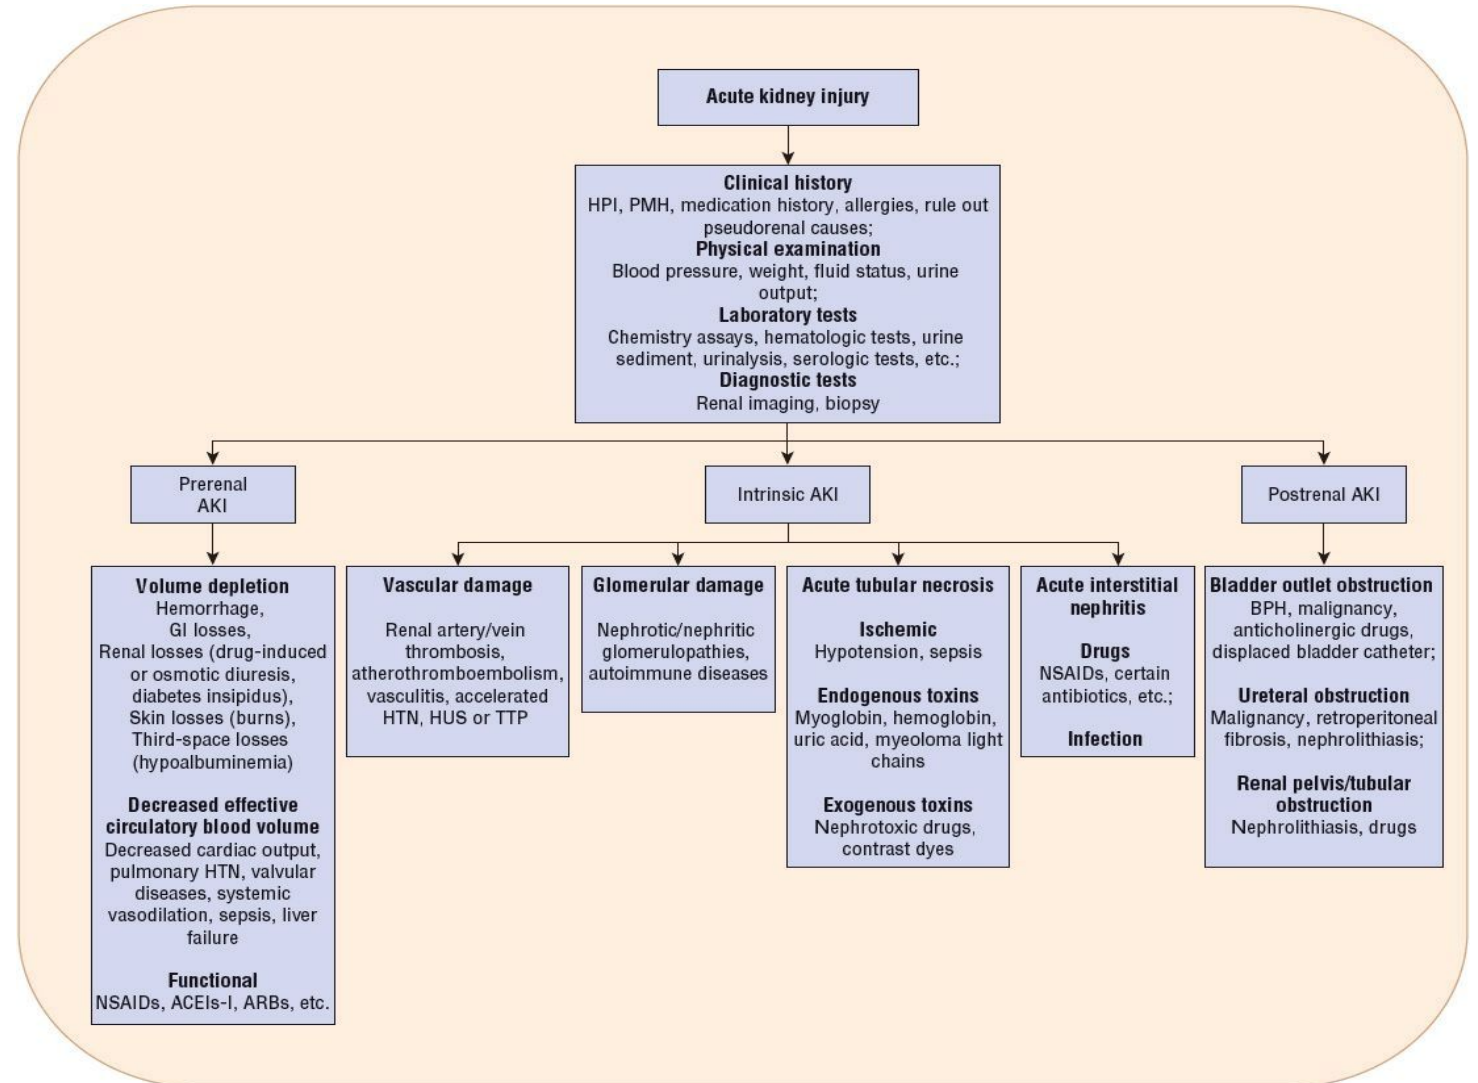 Acute kidney injury
Clinical history
HPI, PMH, medication history, allergies, rule out
pseudorenal causes;
Physical examination
Blood pressure, weight, fluid status, urine
output;
Laboratory tests
Chemistry assays, hematologic tests, urine
sediment, urinalysis, serologic tests, etc.;
Diagnostic tests
Renal imaging, biopsy
Prerenal
AKI
Intrinsic AKI
Postrenal AKI
Volume depletion
Hemorrhage,
GI losses,
Renal losses (drug-induced
or osmotic diuresis,
diabetes insipidus),
Skin losses (burns),
Third-space losses
(hypoalbuminemia)
Decreased effective
circulatory blood volume
Decreased cardiac output,
pulmonary HTN, valvular
diseases, systemic
vasodilation, sepsis, liver
failure
Functional
NSAIDs, ACEIs-I, ARBs, etc.
Vascular damage
Renal artery/vein
thrombosis,
atherothromboembolism,
vasculitis, accelerated
HTN, HUS or TTP
Glomerular damage
Nephrotic/nephritic
glomerulopathies,
autoimmune diseases
Acute tubular necrosis
Ischemic
Hypotension, sepsis
Endogenous toxins
Myoglobin, hemoglobin,
uric acid, myeoloma light
chains
Exogenous toxins
Nephrotoxic drugs,
contrast dyes
Acute interstitial
nephritis
Drugs
NSAIDs, certain
antibiotics, etc.;
Infection
Bladder outlet obstruction
BPH, malignancy,
anticholinergic drugs,
displaced bladder catheter;
Ureteral obstruction
Malignancy, retroperitoneal
fibrosis, nephrolithiasis;
Renal pelvis/tubular
obstruction
Nephrolithiasis, drugs